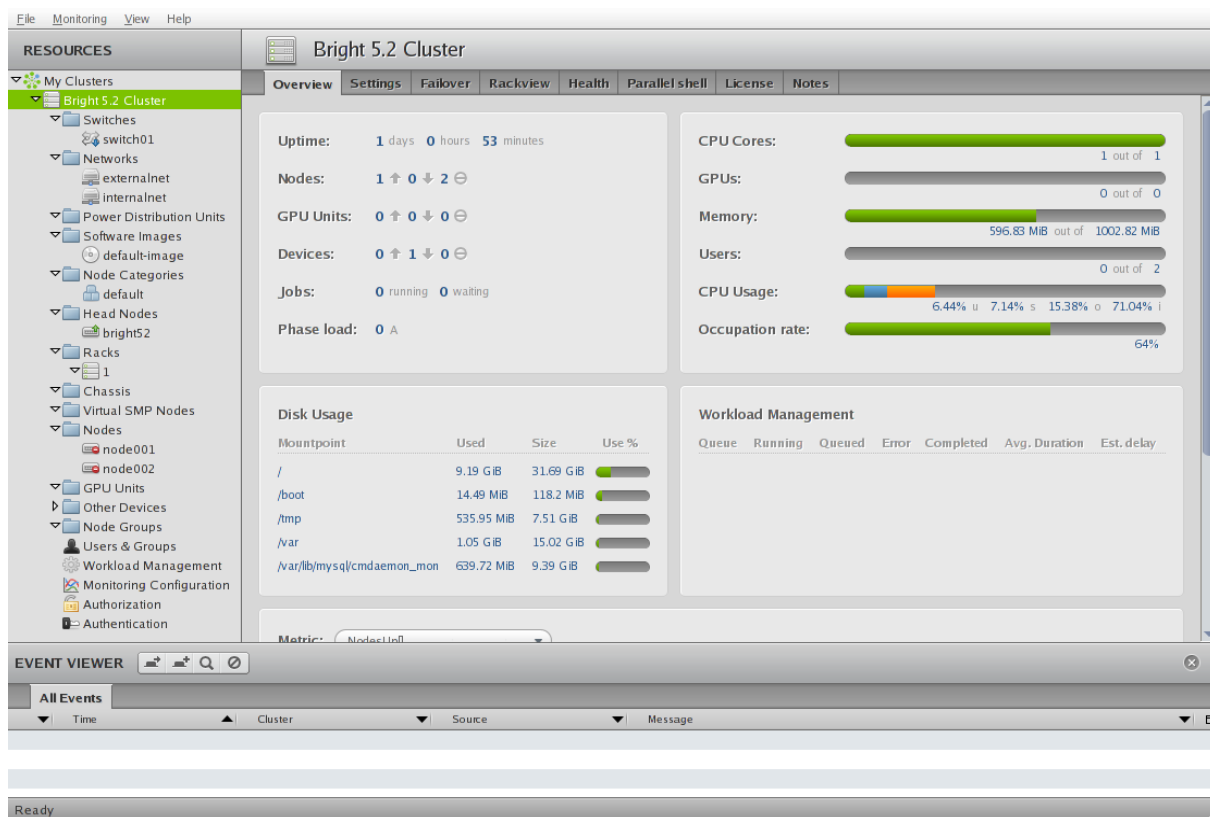 File Monitoring View Help
RESOURCES
My Clusters
Bright 5.2 Cluster
Switches
switch01
Networks
externalnet
internalnet
Power Distribution Units
Software Images
default-image
Node Categories
default
Head Nodes
bright52
Racks
1
Chassis
Virtual SMP Nodes
Nodes
node001
node002
GPU Units
Other Devices
Node Groups
Users & Groups
Workload Management
Monitoring Configuration
Authorization
Authentication
Bright 5.2 Cluster
Overview Settings Failover Rackview Health Parallel shell License Notes
Uptime: 1 days 0 hours 53 minutes
Nodes: 1 0 2
GPU Units: 0 0 0
Devices: 0 1 0
Jobs: 0 running 0 waiting
Phase load: 0 A
CPU Cores:
1 out of 1
GPUs:
0 out of 0
Memory:
596.83 MiB out of 1002.82 MiB
Users:
0 out of 2
CPU Usage:
6.44% u 7.14% s 15.38% o 71.04% i
Occupation rate:
64%
Disk Usage
Mountpoint Used Size Use %
/ 9.19 GiB 31.69 GiB
/boot 14.49 MiB 118.2 MiB
/tmp 535.95 MiB 7.51 GiB
/var 1.05 GiB 15.02 GiB
/var/lib/mysql/cmdaemon_mon 639.72 MiB 9.39 GiB
Workload Management
Queue Running Queued Error Completed Avg. Duration Est. delay
Metric: NodesUp[]
EVENT VIEWER
All Events
Time Cluster Source Message
Ready